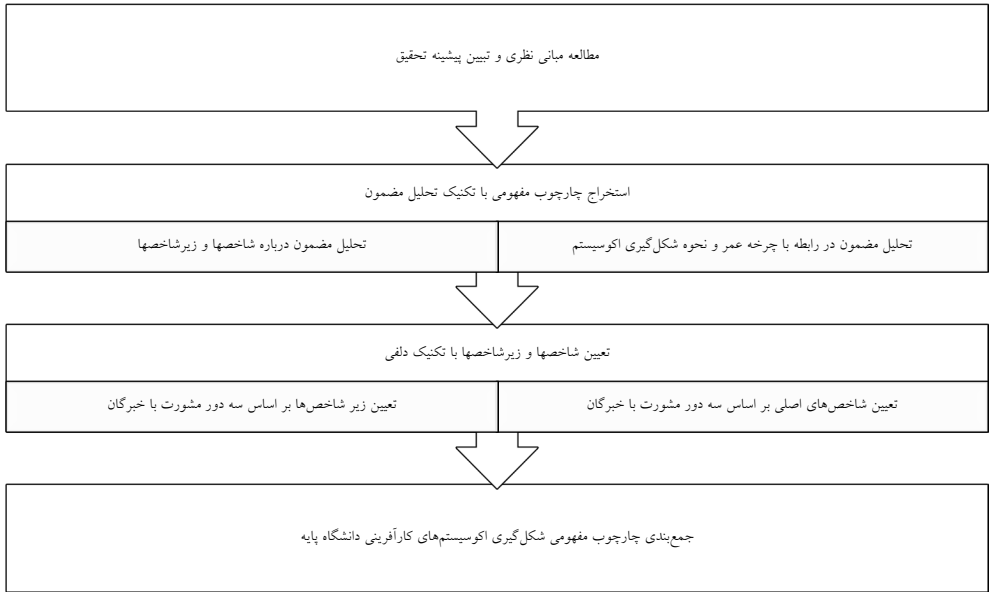 مطالعه مبانی نظری و تبیین پیشینه تحقیق
استخراج چارچوب مفهومی با تکنیک تحلیل مضمون
تحلیل مضمون در رابطه با چرخه عمر و نحوه شکل‌گیری اکوسیستم
تحلیل مضمون درباره شاخصها و زیرشاخصها
تعیین شاخصها و زیرشاخصها با تکنیک دلفی
تعیین شاخص‌های اصلی بر اساس سه دور مشورت با خبرگان
تعیین زیر شاخص‌ها بر اساس سه دور مشورت با خبرگان
جمع‌بندی چارچوب مفهومی شکل‌گیری اکوسیستم‌های کارآفرینی دانشگاه پایه